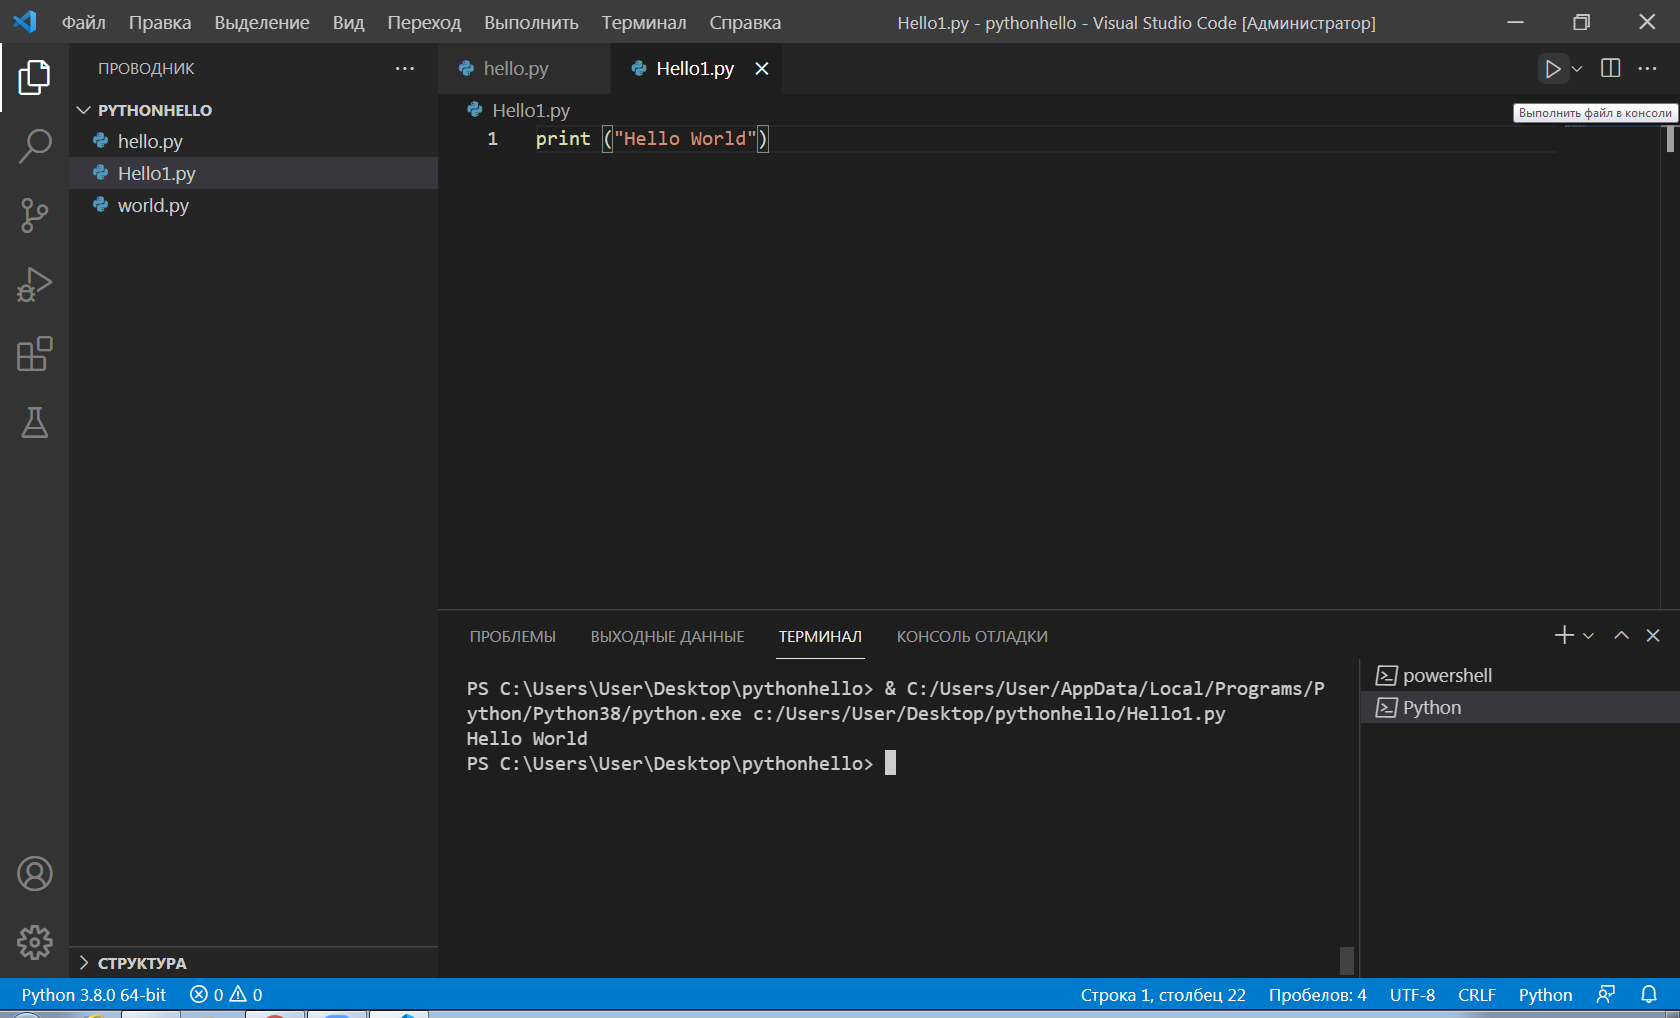 Файл Правка Выделение Вид Переход Выполнить Терминал Справка Hello1.py - pythonhello - Visual Studio Code [Администратор]
ПРОВОДНИК
PYTHONHELLO
hello.py
Hello1.py
world.py
СТРУКТУРА
hello.py Hello1.py
Выполнить файл в консоли
Hello1.py
1 print ("Hello World")
ПРОБЛЕМЫ ВЫХОДНЫЕ ДАННЫЕ ТЕРМИНАЛ КОНСОЛЬ ОТЛАДКИ
PS C:\Users\User\Desktop\pythonhello> & C:/Users/User/AppData/Local/Programs/P
ython/Python38/python.exe c:/Users/User/Desktop/pythonhello/Hello1.py
Hello World
PS C:\Users\User\Desktop\pythonhello>
powershell
Python
Python 3.8.0 64-bit 0 0 Строка 1, столбец 22 Пробелов: 4 UTF-8 CRLF Python